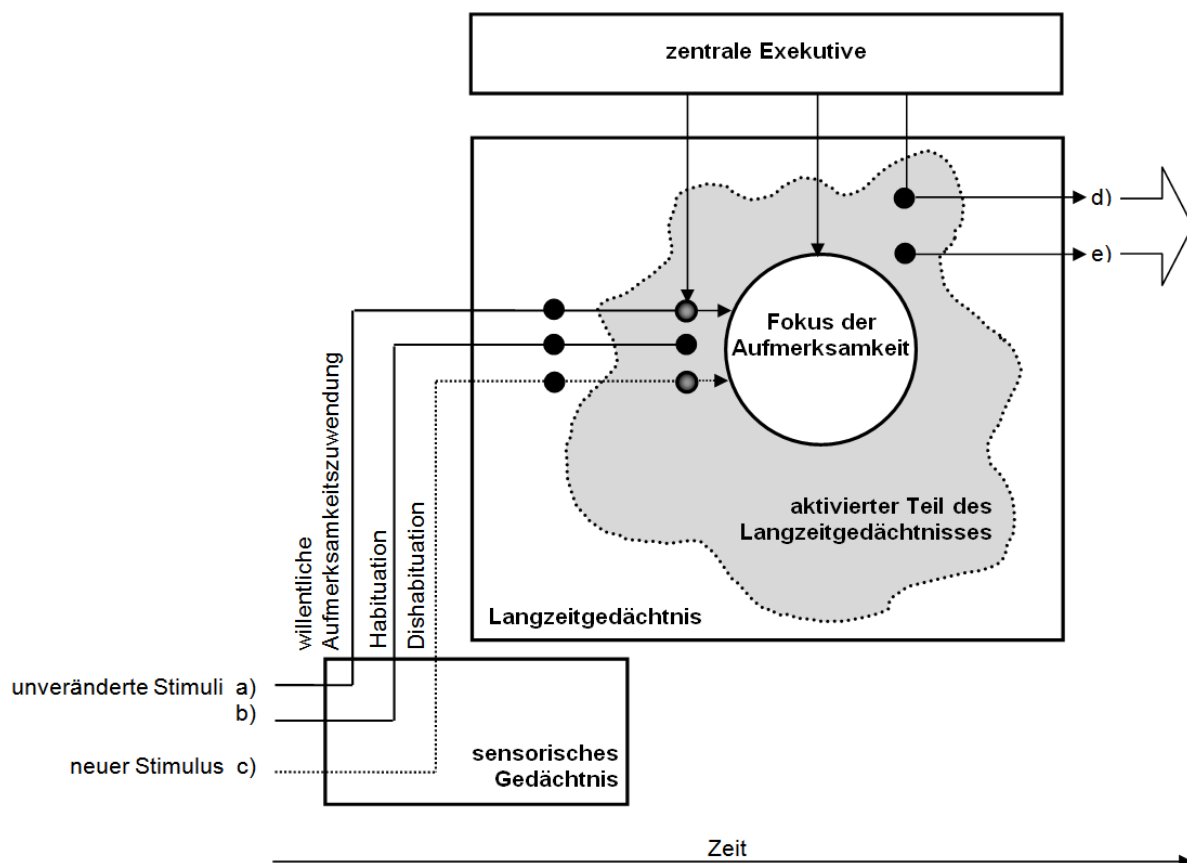 zentrale Exekutive
d)
e)
Fokus der
Aufmerksamkeit
aktivierter Teil des
Langzeitgedächtnisses
Langzeitgedächtnis
willentliche
Aufmerksamkeitszuwendung
Habituation
Dishabituation
unveränderte Stimuli a)
b)
neuer Stimulus c)
sensorisches
Gedächtnis
Zeit